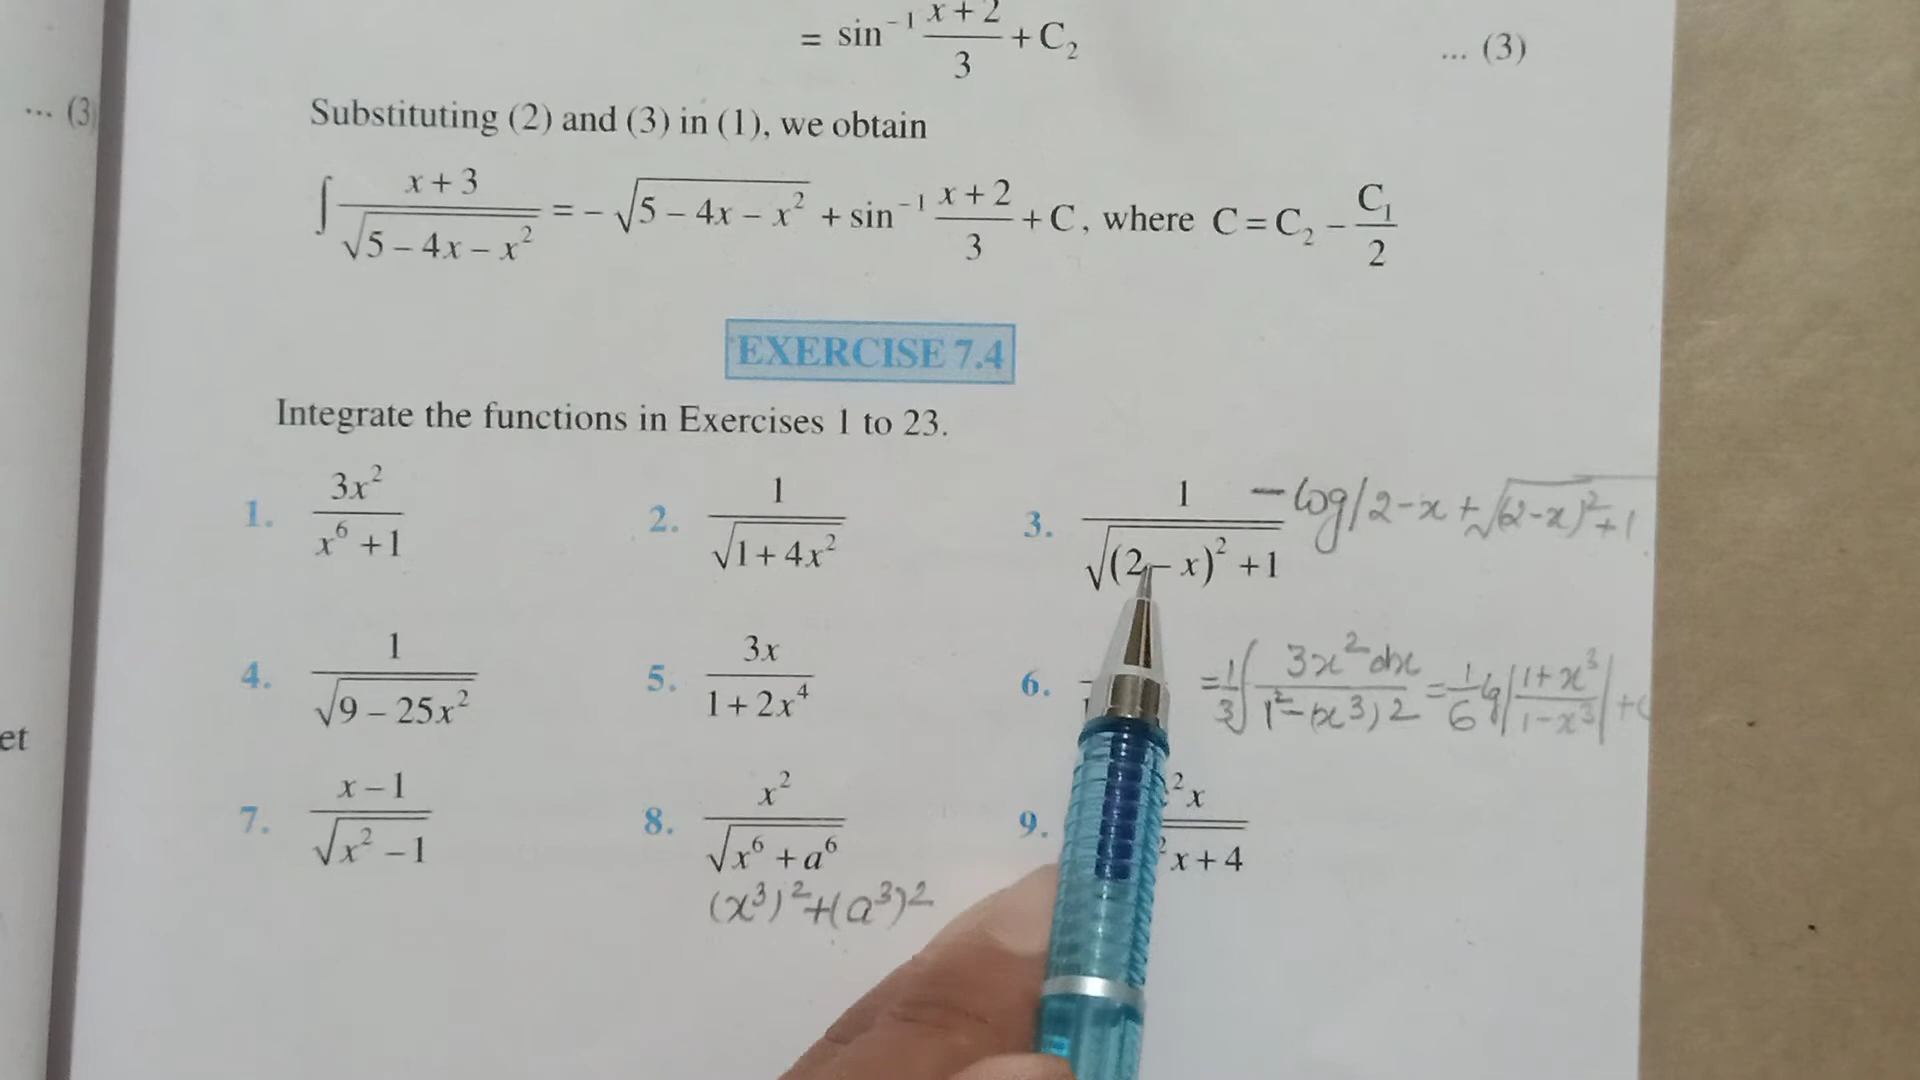 = sin⁻¹ (x + 2)/3 + C₂ ... (3)
... (3)
Substituting (2) and (3) in (1), we obtain
∫ (x + 3)/√(5 – 4x – x²) = – √(5 – 4x – x²) + sin⁻¹ (x + 2)/3 + C, where C = C₂ – C₁/2
EXERCISE 7.4
Integrate the functions in Exercises 1 to 23.
1. 3x²/(x⁶ + 1) 2. 1/√(1 + 4x²) 3. 1/√((2 – x)² + 1) – log|2-x + √(2-x)²+1
4. 1/√(9 – 25x²) 5. 3x/(1 + 2x⁴) 6. = 1/3 ∫ 3x²dx/(1²-(x³)2) = 1/6 lg|(1+x³)/(1-x³)| +
et
7. (x – 1)/√(x² – 1) 8. x²/√(x⁶ + a⁶) 9. ²x / ²x + 4
(x³)²+(a³)²